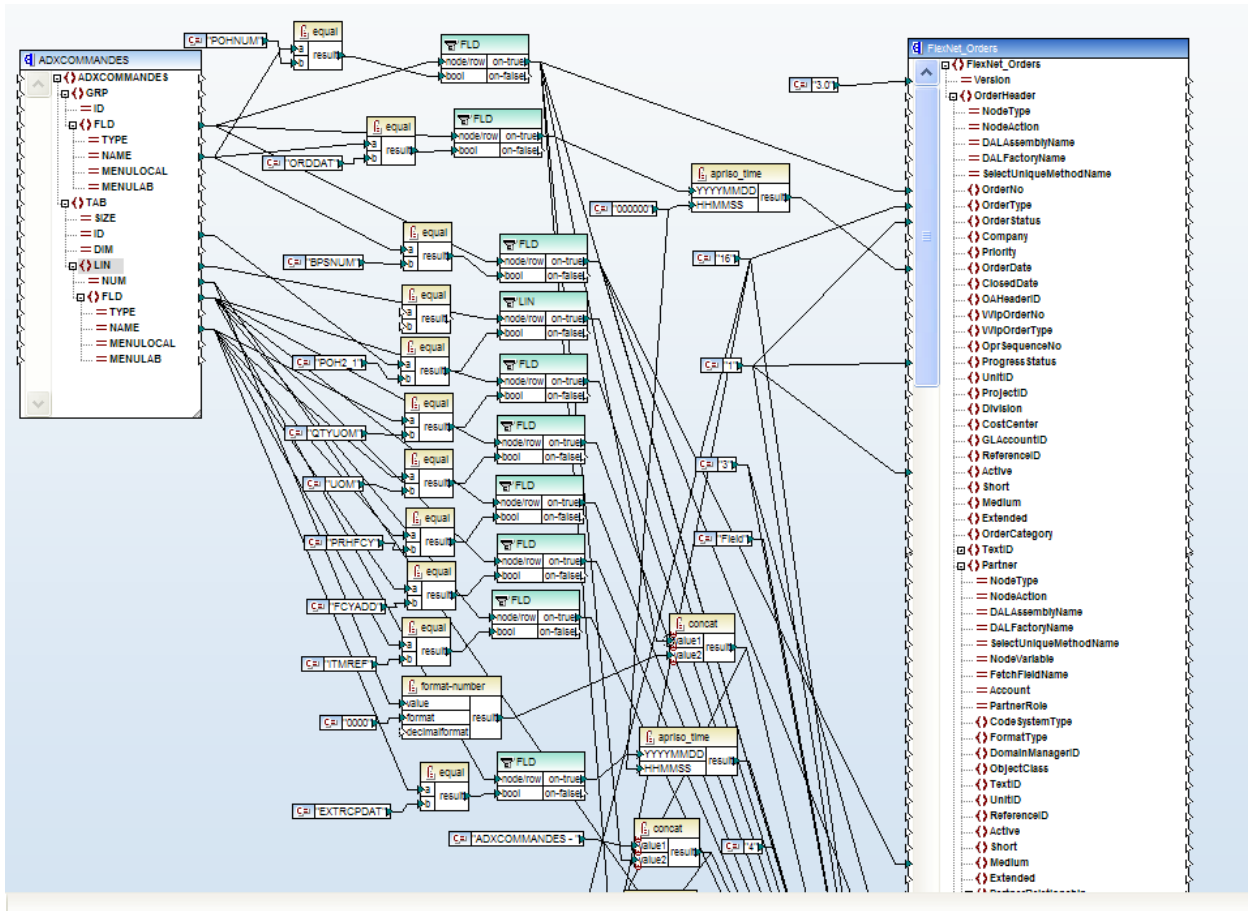 ADXCOMMANDES
ADXCOMMANDES
GRP
ID
FLD
TYPE
NAME
MENULOCAL
MENULAB
TAB
SIZE
ID
DIM
LIN
NUM
FLD
TYPE
NAME
MENULOCAL
MENULAB
"POHNUM"
equal
a
b
result
FLD
node/row on-true
bool on-false
"ORDDAT"
equal
a
b
result
FLD
node/row on-true
bool on-false
"BPSNUM"
equal
a
b
result
FLD
node/row on-true
bool on-false
equal
a
b
result
LIN
node/row on-true
bool on-false
"POH2_1"
equal
a
b
result
FLD
node/row on-true
bool on-false
"QTYUOM"
equal
a
b
result
FLD
node/row on-true
bool on-false
"UOM"
equal
a
b
result
FLD
node/row on-true
bool on-false
"PRHFCY"
equal
a
b
result
FLD
node/row on-true
bool on-false
"FCYADD"
equal
a
b
result
FLD
node/row on-true
bool on-false
"ITMREF"
equal
a
b
result
"0000"
format-number
value
format
decimalformat
result
"EXTRCPDAT"
equal
a
b
result
FLD
node/row on-true
bool on-false
"ADXCOMMANDES - "
concat
value1
value2
result
"000000"
apriso_time
YYYYMMDD
HHMMSS
result
"3.0"
"16"
"1"
"3"
"Field"
concat
value1
value2
result
apriso_time
YYYYMMDD
HHMMSS
result
"4"
FlexNet_Orders
FlexNet_Orders
Version
OrderHeader
NodeType
NodeAction
DALAssemblyName
DALFactoryName
SelectUniqueMethodName
OrderNo
OrderType
OrderStatus
Company
Priority
OrderDate
ClosedDate
OAHeaderID
WipOrderNo
WipOrderType
OprSequenceNo
ProgressStatus
UnitID
ProjectID
Division
CostCenter
GLAccountID
ReferenceID
Active
Short
Medium
Extended
OrderCategory
TextID
Partner
NodeType
NodeAction
DALAssemblyName
DALFactoryName
SelectUniqueMethodName
NodeVariable
FetchFieldName
Account
PartnerRole
CodeSystemType
FormatType
DomainManagerID
ObjectClass
TextID
UnitID
ReferenceID
Active
Short
Medium
Extended